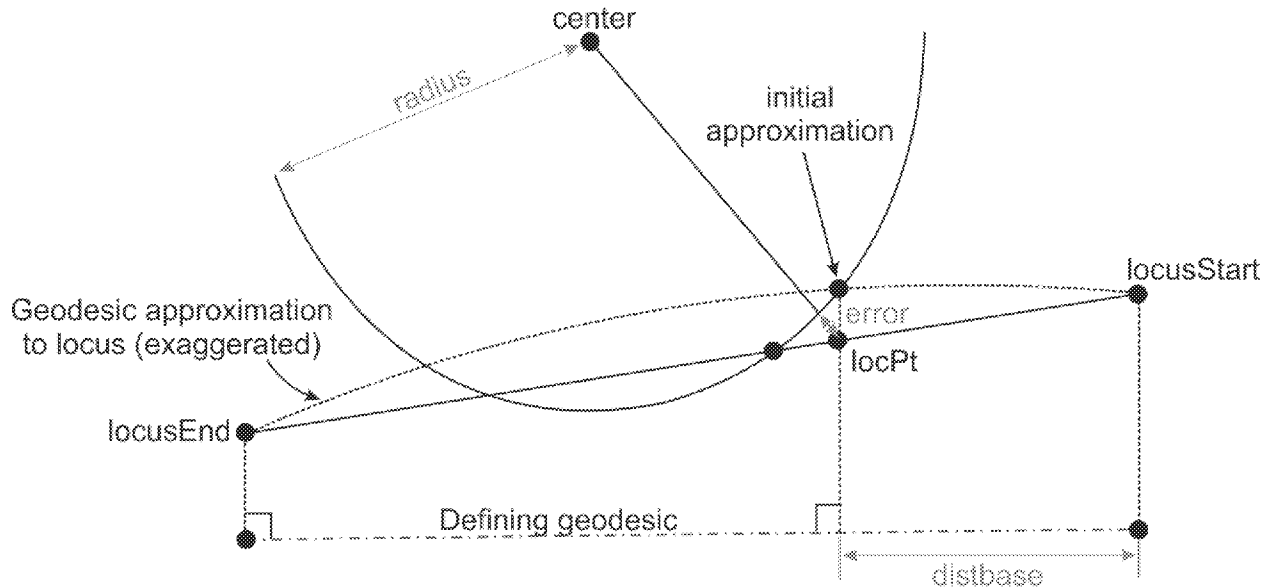 center
radius
initial
approximation
locusStart
Geodesic approximation
to locus (exaggerated)
error
locPt
locusEnd
Defining geodesic
distbase